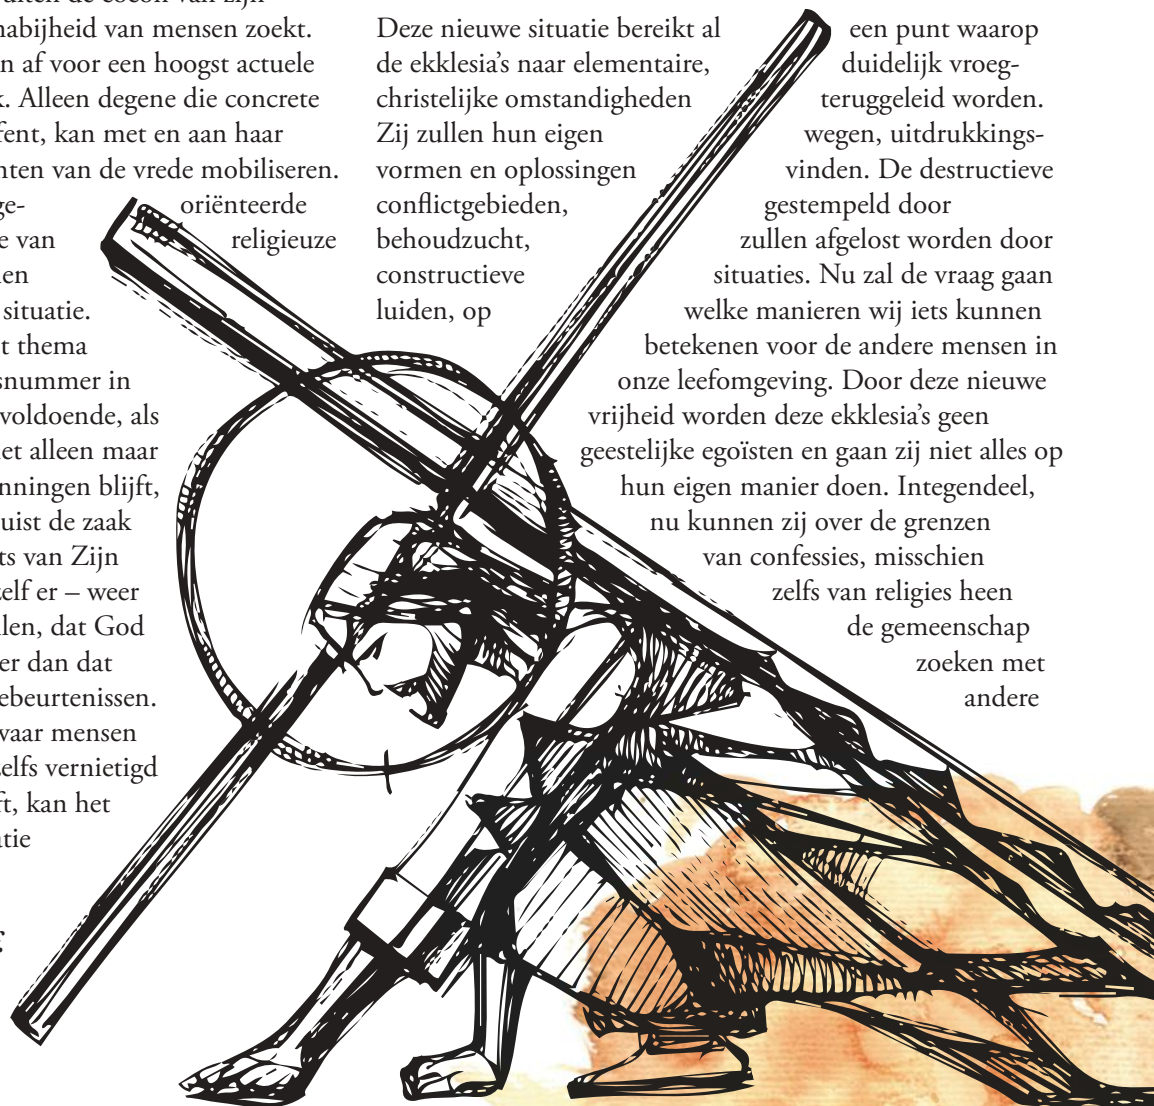 uiten de cocon van zijn
nabijheid van mensen zoekt.
n af voor een hoogst actuele
k. Alleen degene die concrete
fent, kan met en aan haar
nten van de vrede mobiliseren.
ge- oriënteerde
e van religieuze
en
situatie.
t thema
snummer in
voldoende, als
et alleen maar
nningen blijft,
uist de zaak
ts van Zijn
zelf er – weer
len, dat God
er dan dat
ebeurtenissen.
waar mensen
zelfs vernietigd
ft, kan het
atie
Deze nieuwe situatie bereikt al een punt waarop
de ekklesia's naar elementaire, duidelijk vroeg-
christelijke omstandigheden teruggeleid worden.
Zij zullen hun eigen wegen, uitdrukkings-
vormen en oplossingen vinden. De destructieve
conflictgebieden, gestempeld door
behoudzucht, zullen afgelost worden door
constructieve situaties. Nu zal de vraag gaan
luiden, op welke manieren wij iets kunnen
betekenen voor de andere mensen in
onze leefomgeving. Door deze nieuwe
vrijheid worden deze ekklesia's geen
geestelijke egoïsten en gaan zij niet alles op
hun eigen manier doen. Integendeel,
nu kunnen zij over de grenzen
van confessies, misschien
zelfs van religies heen
de gemeenschap
zoeken met
andere